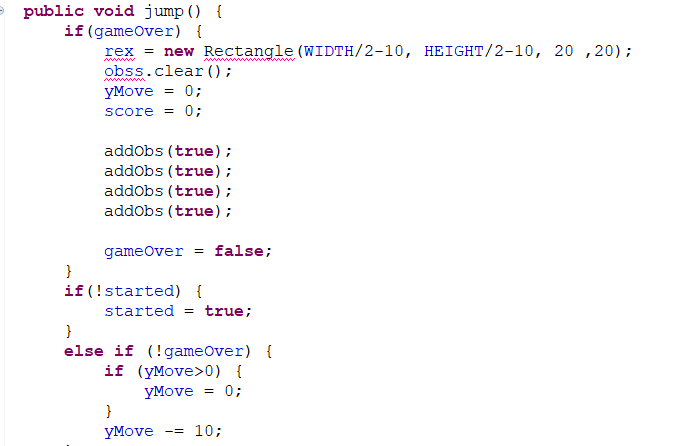 public void jump() {
    if(gameOver) {
        rex = new Rectangle(WIDTH/2-10, HEIGHT/2-10, 20 ,20);
        obss.clear();
        yMove = 0;
        score = 0;

        addObs(true);
        addObs(true);
        addObs(true);
        addObs(true);

        gameOver = false;
    }
    if(!started) {
        started = true;
    }
    else if (!gameOver) {
        if (yMove>0) {
            yMove = 0;
        }
        yMove -= 10;